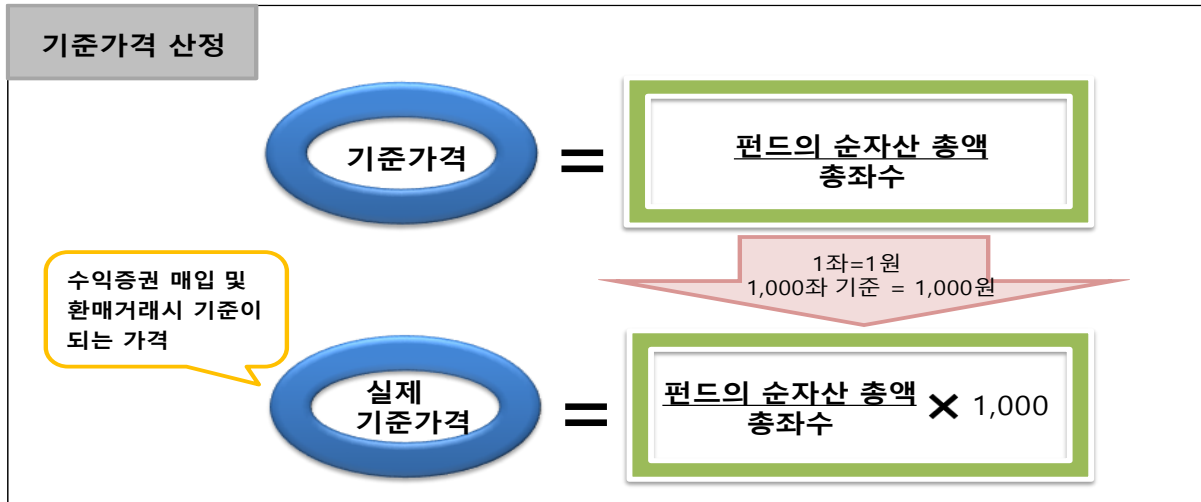 기준가격 산정
기준가격
=
펀드의 순자산 총액
총좌수
1좌=1원
1,000좌 기준 = 1,000원
수익증권 매입 및
환매거래시 기준이
되는 가격
실제
기준가격
=
펀드의 순자산 총액
총좌수
× 1,000